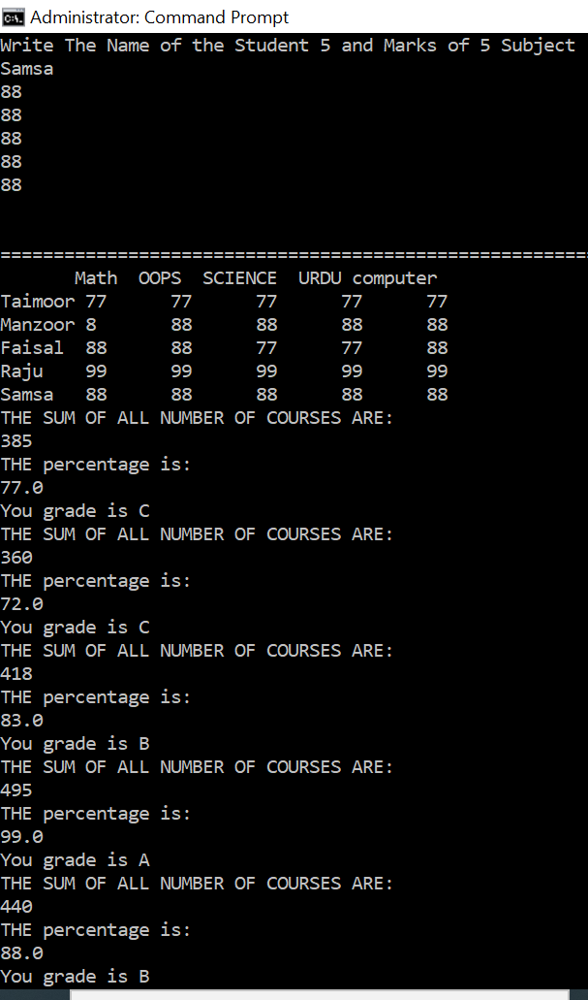 Administrator: Command Prompt
Write The Name of the Student 5 and Marks of 5 Subject
Samsa
88
88
88
88
88
=======================================================
Math OOPS SCIENCE URDU computer
Taimoor 77 77 77 77 77
Manzoor 8 88 88 88 88
Faisal 88 88 77 77 88
Raju 99 99 99 99 99
Samsa 88 88 88 88 88
THE SUM OF ALL NUMBER OF COURSES ARE:
385
THE percentage is:
77.0
You grade is C
THE SUM OF ALL NUMBER OF COURSES ARE:
360
THE percentage is:
72.0
You grade is C
THE SUM OF ALL NUMBER OF COURSES ARE:
418
THE percentage is:
83.0
You grade is B
THE SUM OF ALL NUMBER OF COURSES ARE:
495
THE percentage is:
99.0
You grade is A
THE SUM OF ALL NUMBER OF COURSES ARE:
440
THE percentage is:
88.0
You grade is B